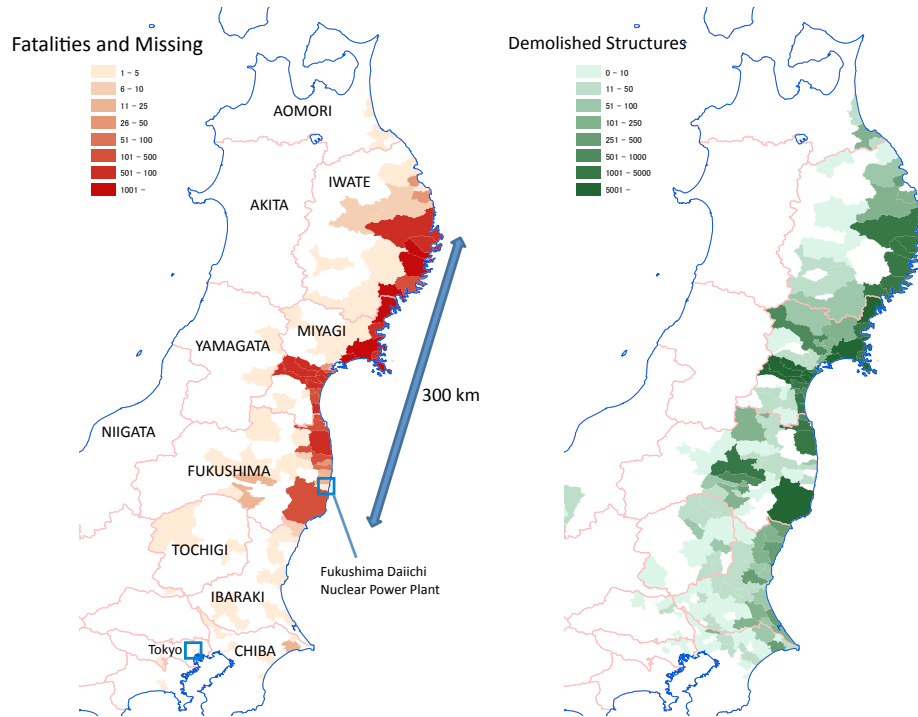 Fatalities and Missing
1 - 5
6 - 10
11 - 25
26 - 50
51 - 100
101 - 500
501 - 100
1001 -
AOMORI
IWATE
AKITA
MIYAGI
YAMAGATA
300 km
NIIGATA
FUKUSHIMA
TOCHIGI
Fukushima Daiichi
Nuclear Power Plant
IBARAKI
Tokyo
CHIBA
Demolished Structures
0 - 10
11 - 50
51 - 100
101 - 250
251 - 500
501 - 1000
1001 - 5000
5001 -